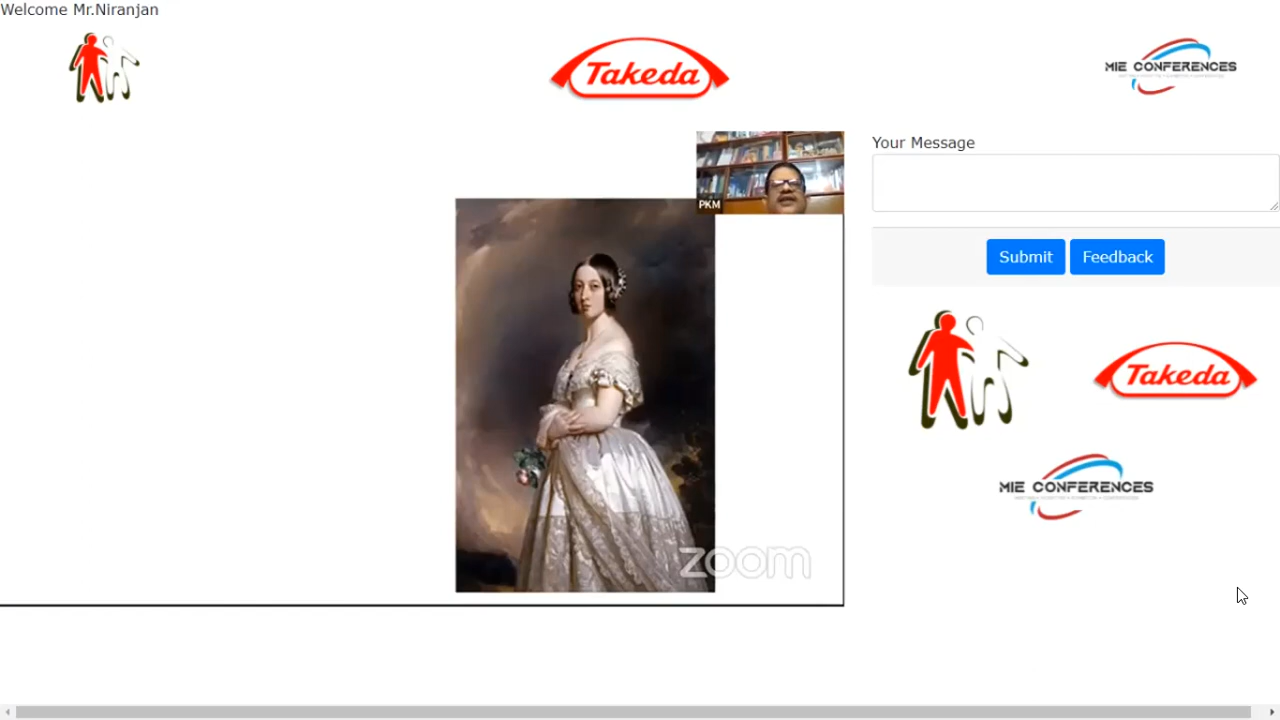 Welcome Mr.Niranjan
Takeda
MIE CONFERENCES
PKM
Your Message
Submit
Feedback
Takeda
MIE CONFERENCES
zoom